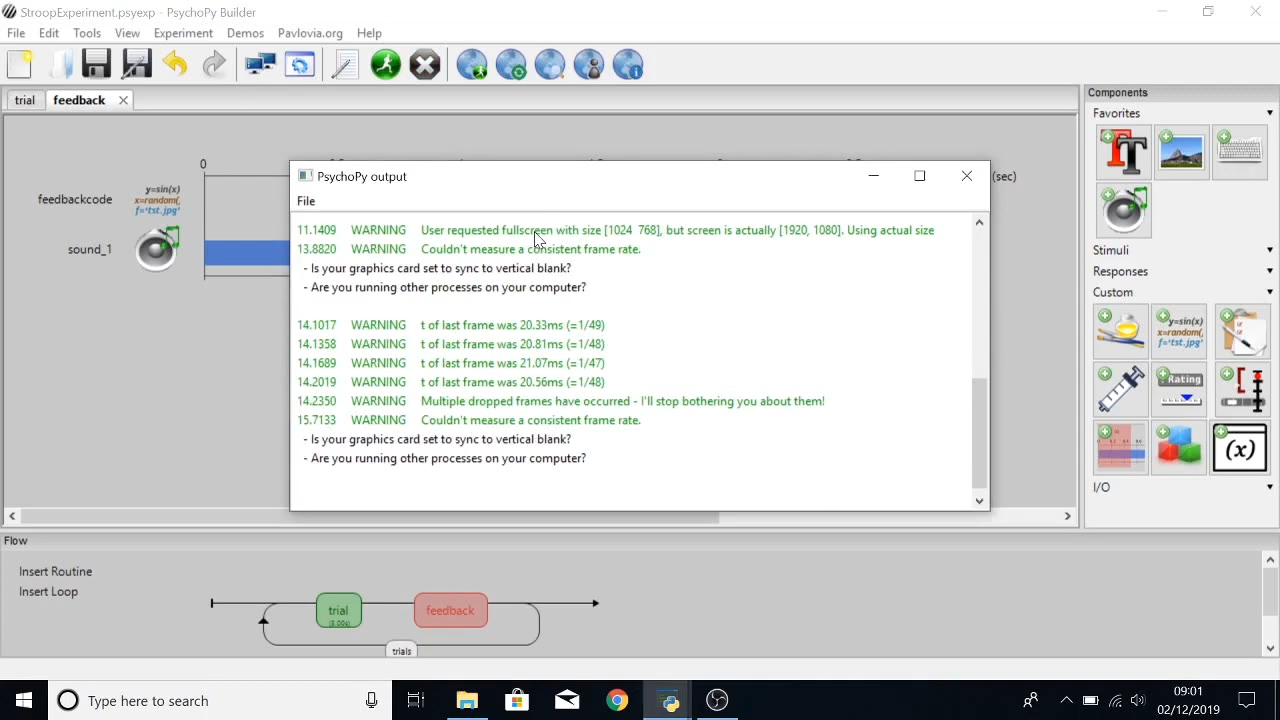 StroopExperiment.psyexp - PsychoPy Builder
File Edit Tools View Experiment Demos Pavlovia.org Help
trial feedback
Components
Favorites
0
(sec)
feedbackcode
y=sin(x)
x=random(,
f='tst.jpg'
sound_1
PsychoPy output
File
11.1409 WARNING User requested fullscreen with size [1024 768], but screen is actually [1920, 1080]. Using actual size
13.8820 WARNING Couldn't measure a consistent frame rate.
- Is your graphics card set to sync to vertical blank?
- Are you running other processes on your computer?
14.1017 WARNING t of last frame was 20.33ms (=1/49)
14.1358 WARNING t of last frame was 20.81ms (=1/48)
14.1689 WARNING t of last frame was 21.07ms (=1/47)
14.2019 WARNING t of last frame was 20.56ms (=1/48)
14.2350 WARNING Multiple dropped frames have occurred - I'll stop bothering you about them!
15.7133 WARNING Couldn't measure a consistent frame rate.
- Is your graphics card set to sync to vertical blank?
- Are you running other processes on your computer?
Stimuli
Responses
Custom
y=sin(x)
x=random(,
f='tst.jpg'
Rating
(x)
I/O
Flow
Insert Routine
Insert Loop
trial
(3.00s)
feedback
trials
Type here to search
09:01
02/12/2019